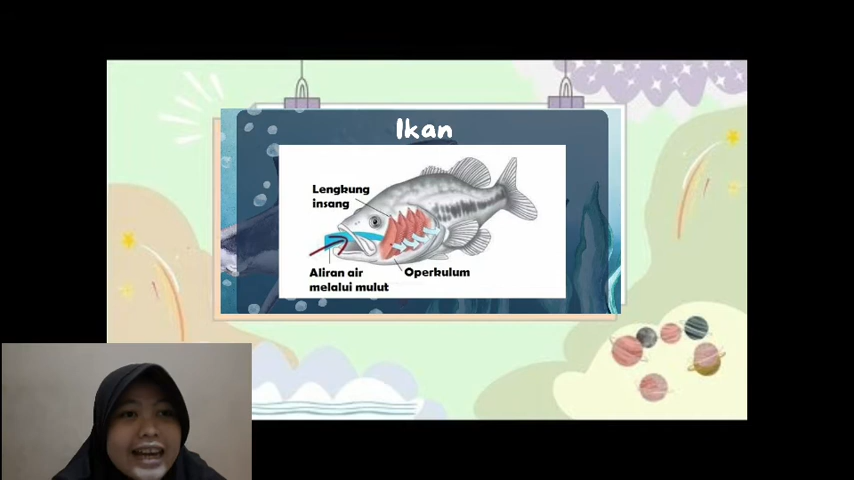 Ikan
Lengkung
insang
Aliran air
melalui mulut
Operkulum